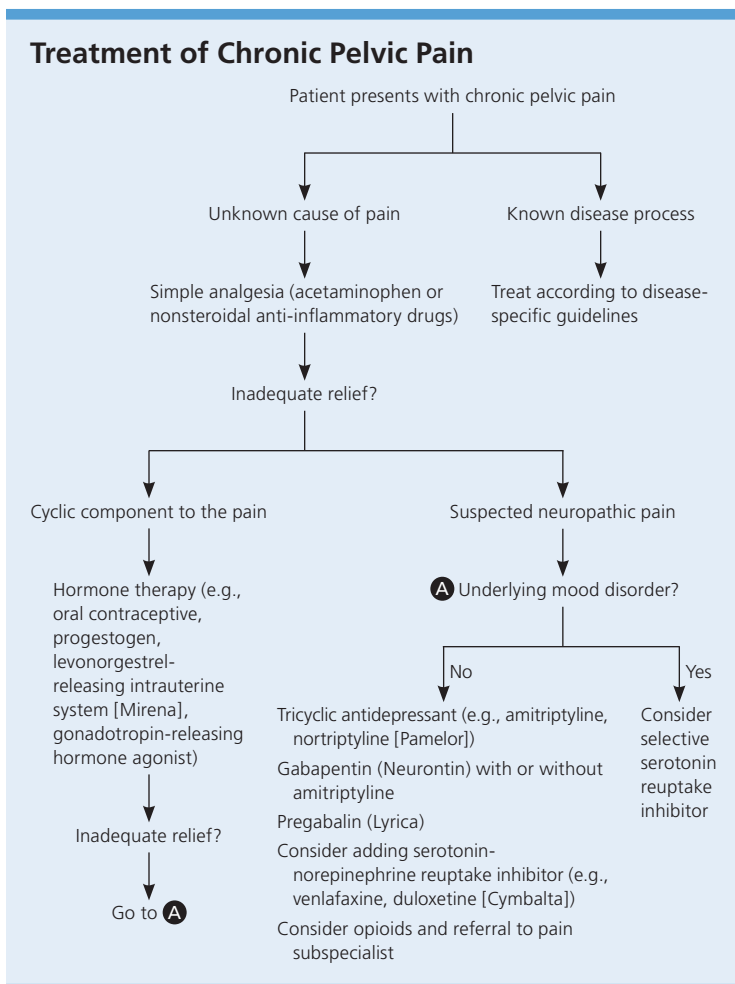 Treatment of Chronic Pelvic Pain
Patient presents with chronic pelvic pain
Unknown cause of pain
Known disease process
Simple analgesia (acetaminophen or
nonsteroidal anti-inflammatory drugs)
Treat according to disease-
specific guidelines
Inadequate relief?
Cyclic component to the pain
Suspected neuropathic pain
Hormone therapy (e.g.,
oral contraceptive,
progestogen,
levonorgestrel-
releasing intrauterine
system [Mirena],
gonadotropin-releasing
hormone agonist)
Inadequate relief?
Go to A
A Underlying mood disorder?
No
Yes
Tricyclic antidepressant (e.g., amitriptyline,
nortriptyline [Pamelor])
Gabapentin (Neurontin) with or without
amitriptyline
Pregabalin (Lyrica)
Consider adding serotonin-
norepinephrine reuptake inhibitor (e.g.,
venlafaxine, duloxetine [Cymbalta])
Consider opioids and referral to pain
subspecialist
Consider
selective
serotonin
reuptake
inhibitor